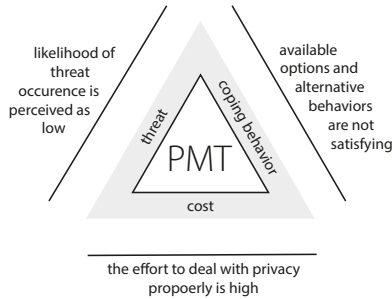 likelihood of
threat
occurence is
perceived as
low
available
options and
alternative
behaviors
are not
satisfying
threat
coping behavior
PMT
cost
the effort to deal with privacy
propoerly is high